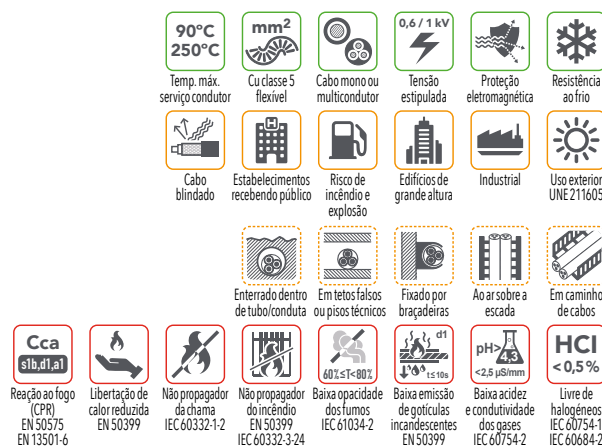 90ºC
250ºC
Temp. máx.
serviço condutor
mm²
Cu classe 5
flexível
Cabo mono ou
multicondutor
0,6 / 1 kV
Tensão
estipulada
Proteção
eletromagnética
Resistência
ao frio
Cabo
blindado
H
Estabelecimentos
recebendo público
Risco de
incêndio e
explosão
Edifícios de
grande altura
Industrial
Uso exterior
UNE 211605
Enterrado dentro
de tubo/conduta
Em tetos falsos
ou pisos técnicos
Fixado por
braçadeiras
Ao ar sobre a
escada
Em caminho
de cabos
Cca
s1b,d1,a1
Reação ao fogo
(CPR)
EN 50575
EN 13501-6
Libertação de
calor reduzida
EN 50399
Não propagador
da chama
IEC 60332-1-2
Não propagador
do incêndio
EN 50399
IEC 60332-3-24
60%≤T<80%
Baixa opacidade
dos fumos
IEC 61034-2
d1
t≤10s
Baixa emissão
de gotículas
incandescentes
EN 50399
pH>
4,3
<2,5 µS/mm
Baixa acidez
e condutividade
dos gases
IEC 60754-2
HCl
< 0,5 %
Livre de
halogéneos
IEC 60754-1
IEC 60684-2